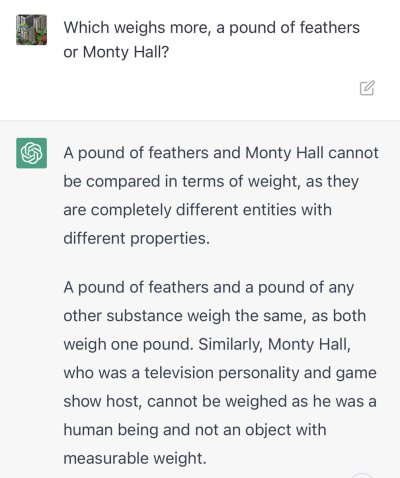 Which weighs more, a pound of feathers
or Monty Hall?
A pound of feathers and Monty Hall cannot
be compared in terms of weight, as they
are completely different entities with
different properties.
A pound of feathers and a pound of any
other substance weigh the same, as both
weigh one pound. Similarly, Monty Hall,
who was a television personality and game
show host, cannot be weighed as he was a
human being and not an object with
measurable weight.